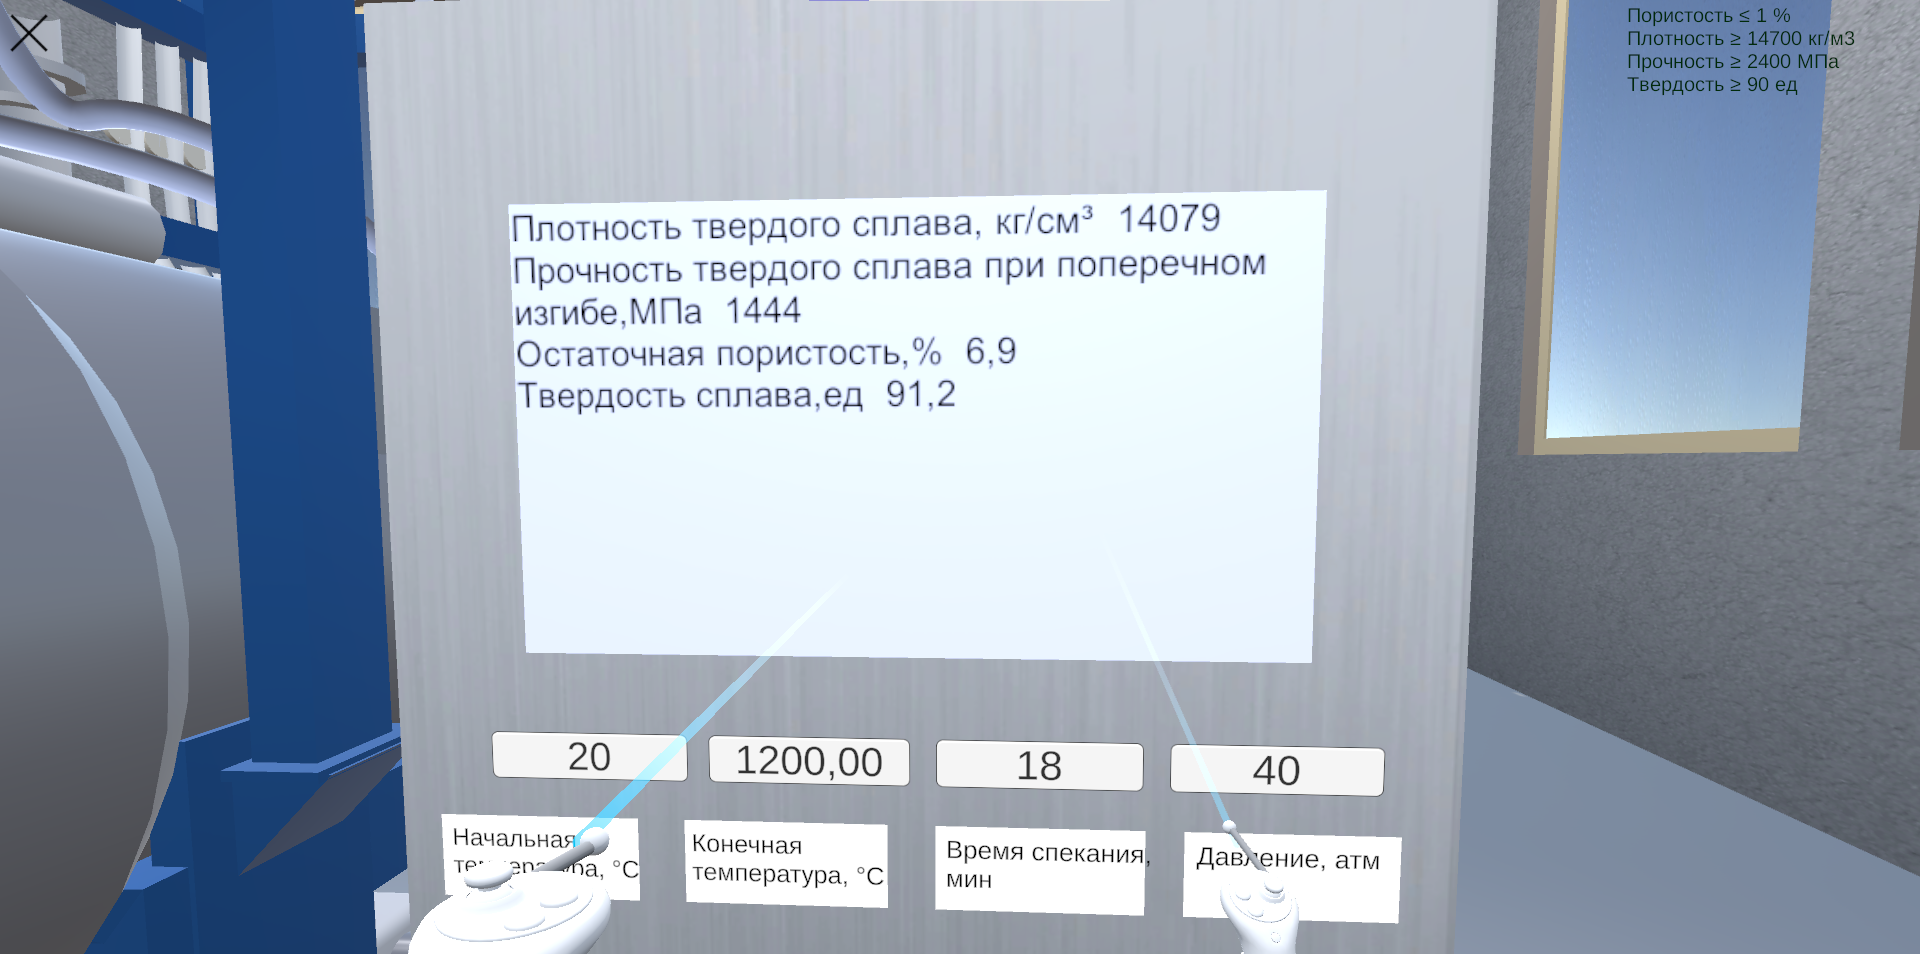 Пористость ≤ 1 %
Плотность ≥ 14700 кг/м3
Прочность ≥ 2400 МПа
Твердость ≥ 90 ед
Плотность твердого сплава, кг/см³ 14079
Прочность твердого сплава при поперечном
изгибе,МПа 1444
Остаточная пористость,% 6,9
Твердость сплава,ед 91,2
20
1200,00
18
40
Начальная
температура, °C
Конечная
температура, °C
Время спекания,
мин
Давление, атм